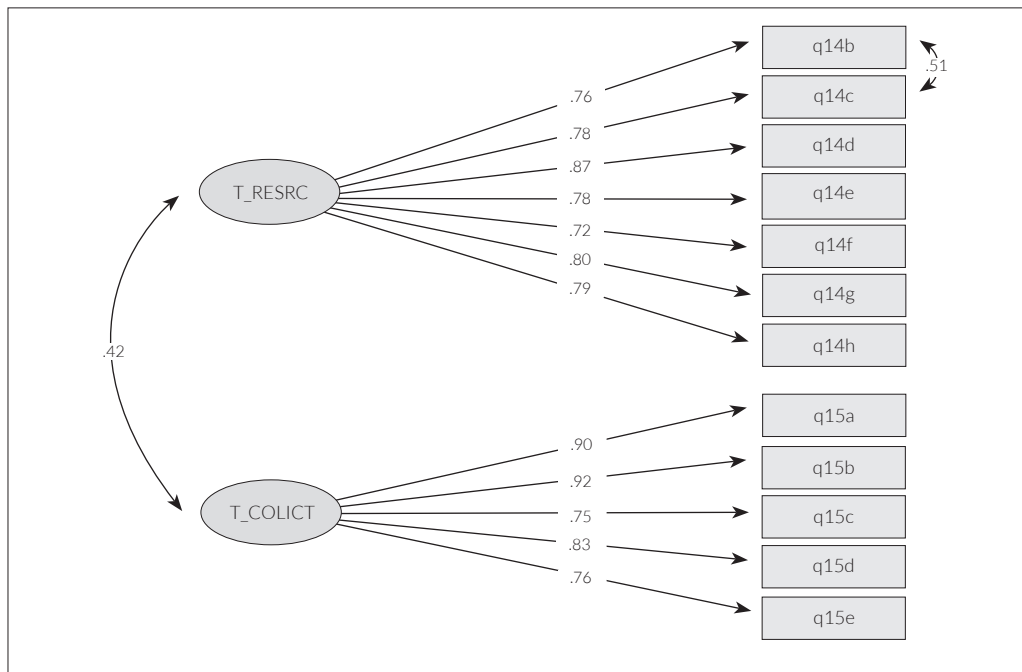 q14b
.51
.76
q14c
.78
q14d
.87
T_RESRC
.78
q14e
.72
q14f
.80
.79
q14g
q14h
.42
q15a
.90
q15b
.92
T_COLICT
.75
q15c
.83
q15d
.76
q15e